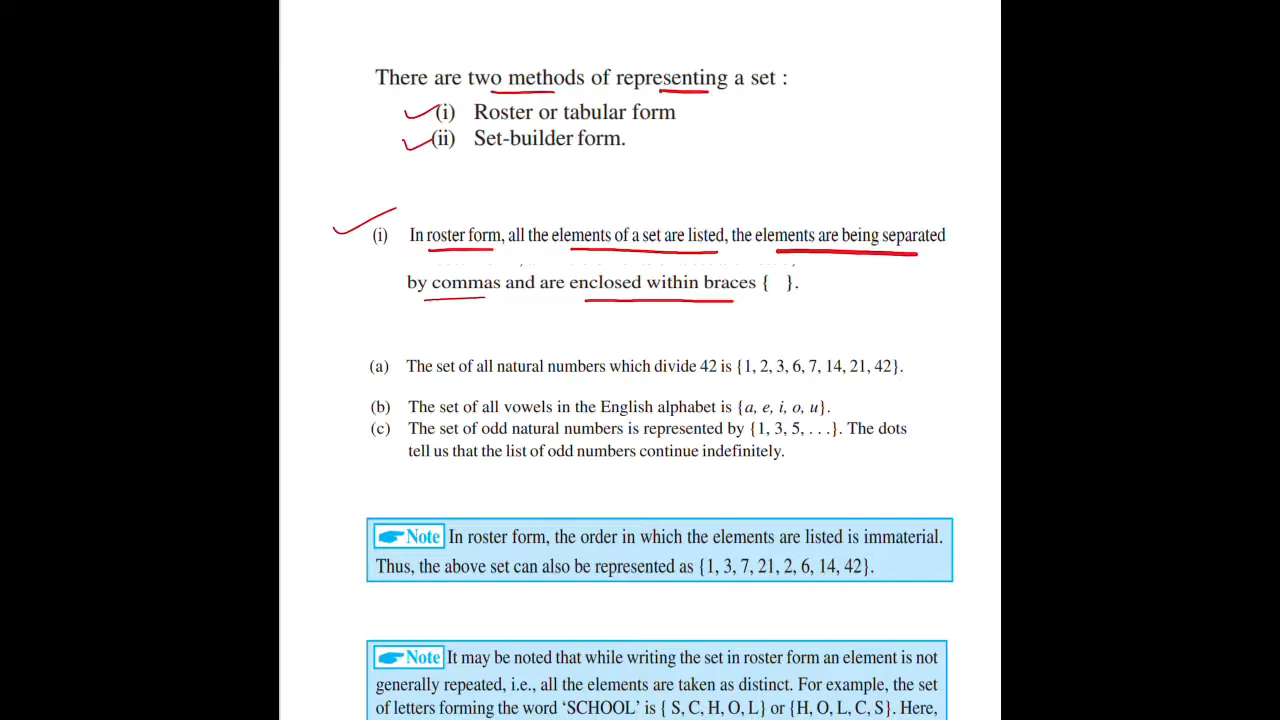 There are two methods of representing a set :
(i) Roster or tabular form
(ii) Set-builder form.
(i) In roster form, all the elements of a set are listed, the elements are being separated
by commas and are enclosed within braces { }.
(a) The set of all natural numbers which divide 42 is {1, 2, 3, 6, 7, 14, 21, 42}.
(b) The set of all vowels in the English alphabet is {a, e, i, o, u}.
(c) The set of odd natural numbers is represented by {1, 3, 5, . . .}. The dots
tell us that the list of odd numbers continue indefinitely.
Note In roster form, the order in which the elements are listed is immaterial.
Thus, the above set can also be represented as {1, 3, 7, 21, 2, 6, 14, 42}.
Note It may be noted that while writing the set in roster form an element is not
generally repeated, i.e., all the elements are taken as distinct. For example, the set
of letters forming the word ‘SCHOOL’ is { S, C, H, O, L} or {H, O, L, C, S}. Here,